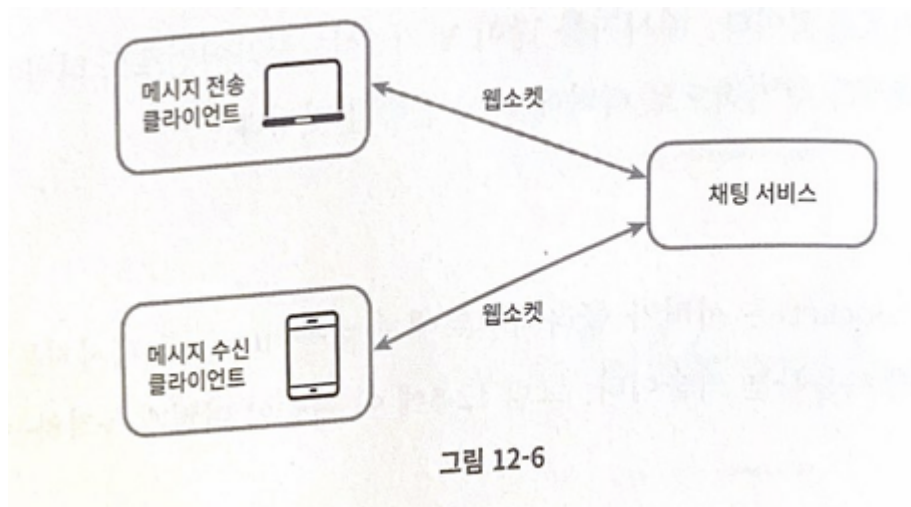 메시지 전송
클라이언트
웹소켓
채팅 서비스
웹소켓
메시지 수신
클라이언트
그림 12-6